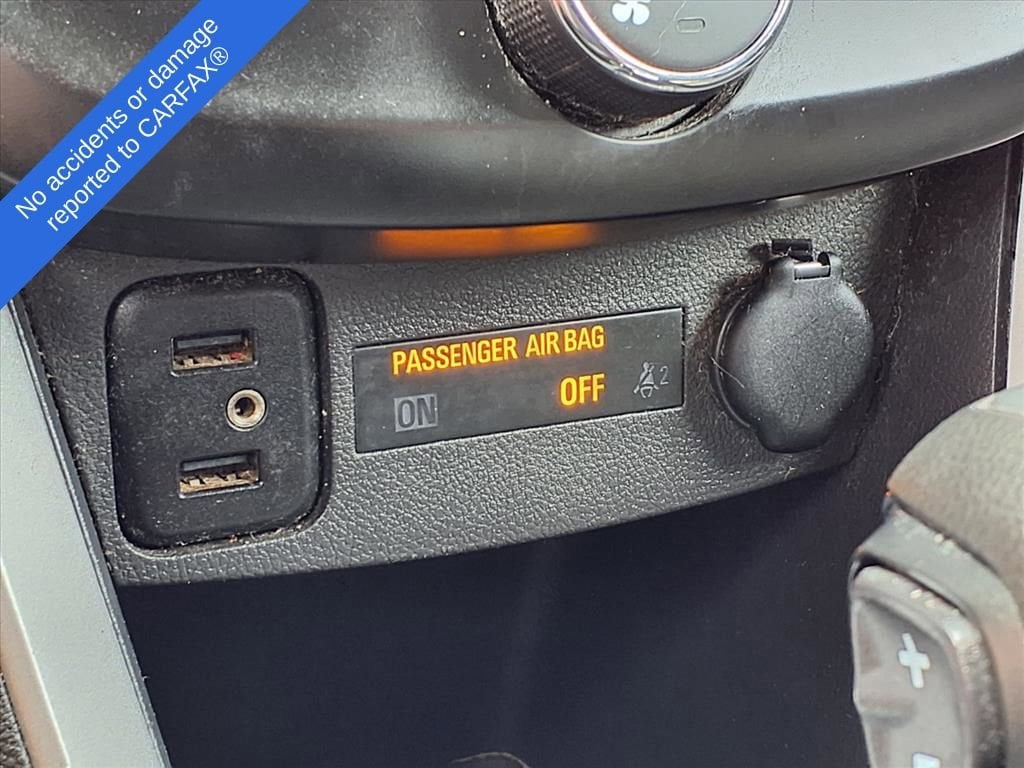 No accidents or damage
reported to CARFAX®
PASSENGER AIR BAG
ON OFF 2
+